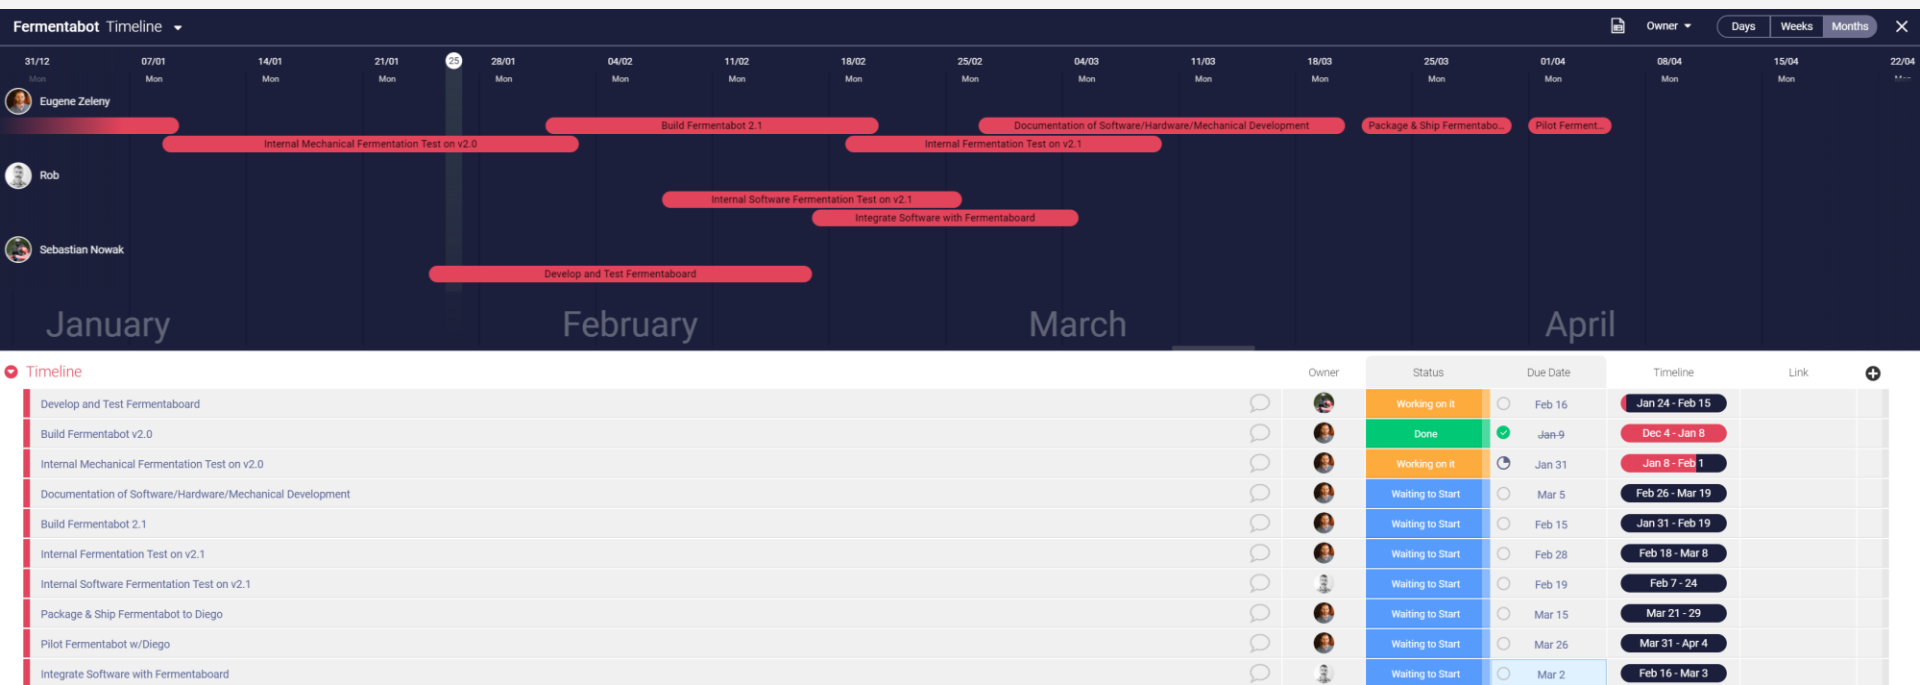 Fermentabot Timeline
Owner Days Weeks Months
31/12 07/01 14/01 21/01 25 28/01 04/02 11/02 18/02 25/02 04/03 11/03 18/03 25/03 01/04 08/04 15/04 22/04
Mon Mon Mon Mon Mon Mon Mon Mon Mon Mon Mon Mon Mon Mon Mon Mon Mon
Eugene Zeleny
Build Fermentabot 2.1 Documentation of Software/Hardware/Mechanical Development Package & Ship Fermentabo... Pilot Ferment...
Internal Mechanical Fermentation Test on v2.0 Internal Fermentation Test on v2.1
Rob
Internal Software Fermentation Test on v2.1
Integrate Software with Fermentaboard
Sebastian Nowak
Develop and Test Fermentaboard
January February March April
Timeline Owner Status Due Date Timeline Link
Develop and Test Fermentaboard Working on it Feb 16 Jan 24 - Feb 15
Build Fermentabot v2.0 Done Jan 9 Dec 4 - Jan 8
Internal Mechanical Fermentation Test on v2.0 Working on it Jan 31 Jan 8 - Feb 1
Documentation of Software/Hardware/Mechanical Development Waiting to Start Mar 5 Feb 26 - Mar 19
Build Fermentabot 2.1 Waiting to Start Feb 15 Jan 31 - Feb 19
Internal Fermentation Test on v2.1 Waiting to Start Feb 28 Feb 18 - Mar 8
Internal Software Fermentation Test on v2.1 Waiting to Start Feb 19 Feb 7 - 24
Package & Ship Fermentabot to Diego Waiting to Start Mar 15 Mar 21 - 29
Pilot Fermentabot w/Diego Waiting to Start Mar 26 Mar 31 - Apr 4
Integrate Software with Fermentaboard Waiting to Start Mar 2 Feb 16 - Mar 3